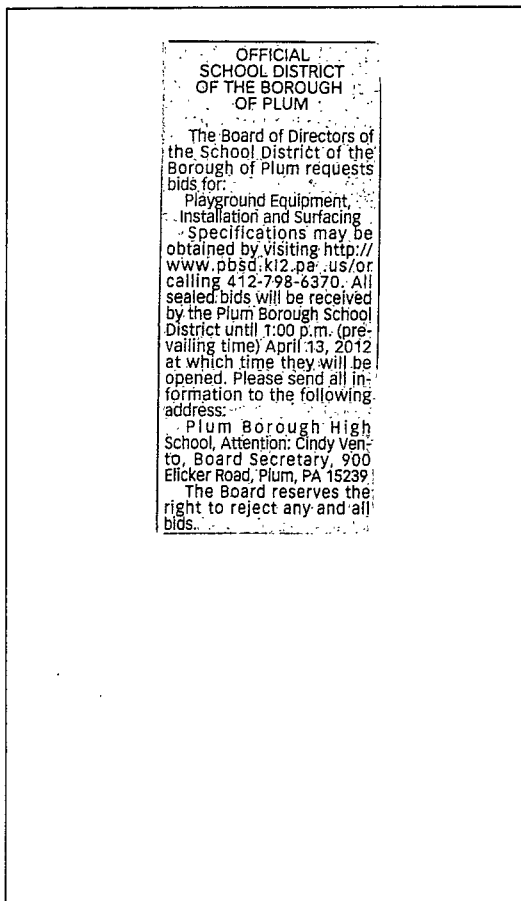 OFFICIAL
SCHOOL DISTRICT
OF THE BOROUGH
OF PLUM
The Board of Directors of
the School District of the
Borough of Plum requests
bids for:
Playground Equipment,
Installation and Surfacing
Specifications may be
obtained by visiting http://
www.pbsd.k12.pa.us/or
calling 412-798-6370. All
sealed bids will be received
by the Plum Borough School
District until 1:00 p.m. (pre-
vailing time) April 13, 2012
at which time they will be
opened. Please send all in-
formation to the following
address:
Plum Borough High
School, Attention: Cindy Ven-
to, Board Secretary, 900
Elicker Road, Plum, PA 15239
The Board reserves the
right to reject any and all
bids.